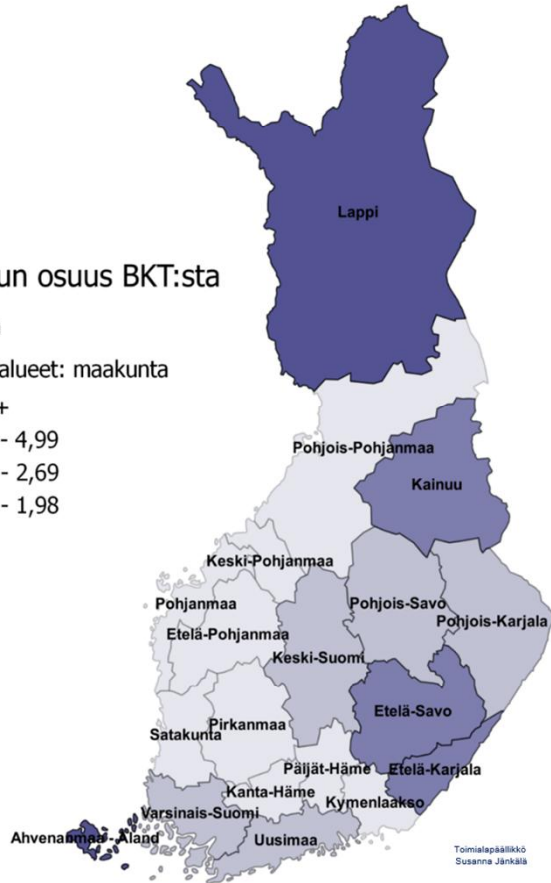 un osuus BKT:sta
alueet: maakunta
+
- 4,99
- 2,69
- 1,98
Lappi
Pohjois-Pohjanmaa
Kainuu
Keski-Pohjanmaa
Pohjanmaa
Pohjois-Savo
Pohjois-Karjala
Etelä-Pohjanmaa
Keski-Suomi
Etelä-Savo
Satakunta
Pirkanmaa
Päijät-Häme
Etelä-Karjala
Kanta-Häme
Kymenlaakso
Varsinais-Suomi
Uusimaa
Ahvenanmaa - Åland
Toimialapäällikkö
Susanna Jänkälä